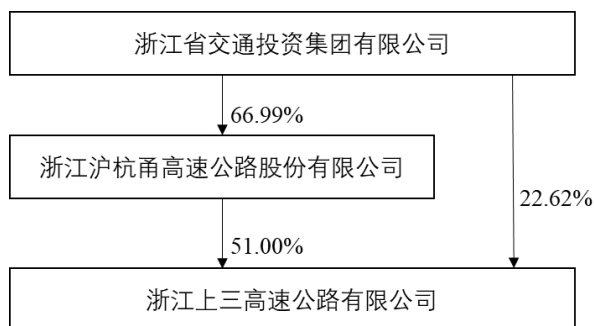 浙江省交通投资集团有限公司
66.99%
浙江沪杭甬高速公路股份有限公司
22.62%
51.00%
浙江上三高速公路有限公司